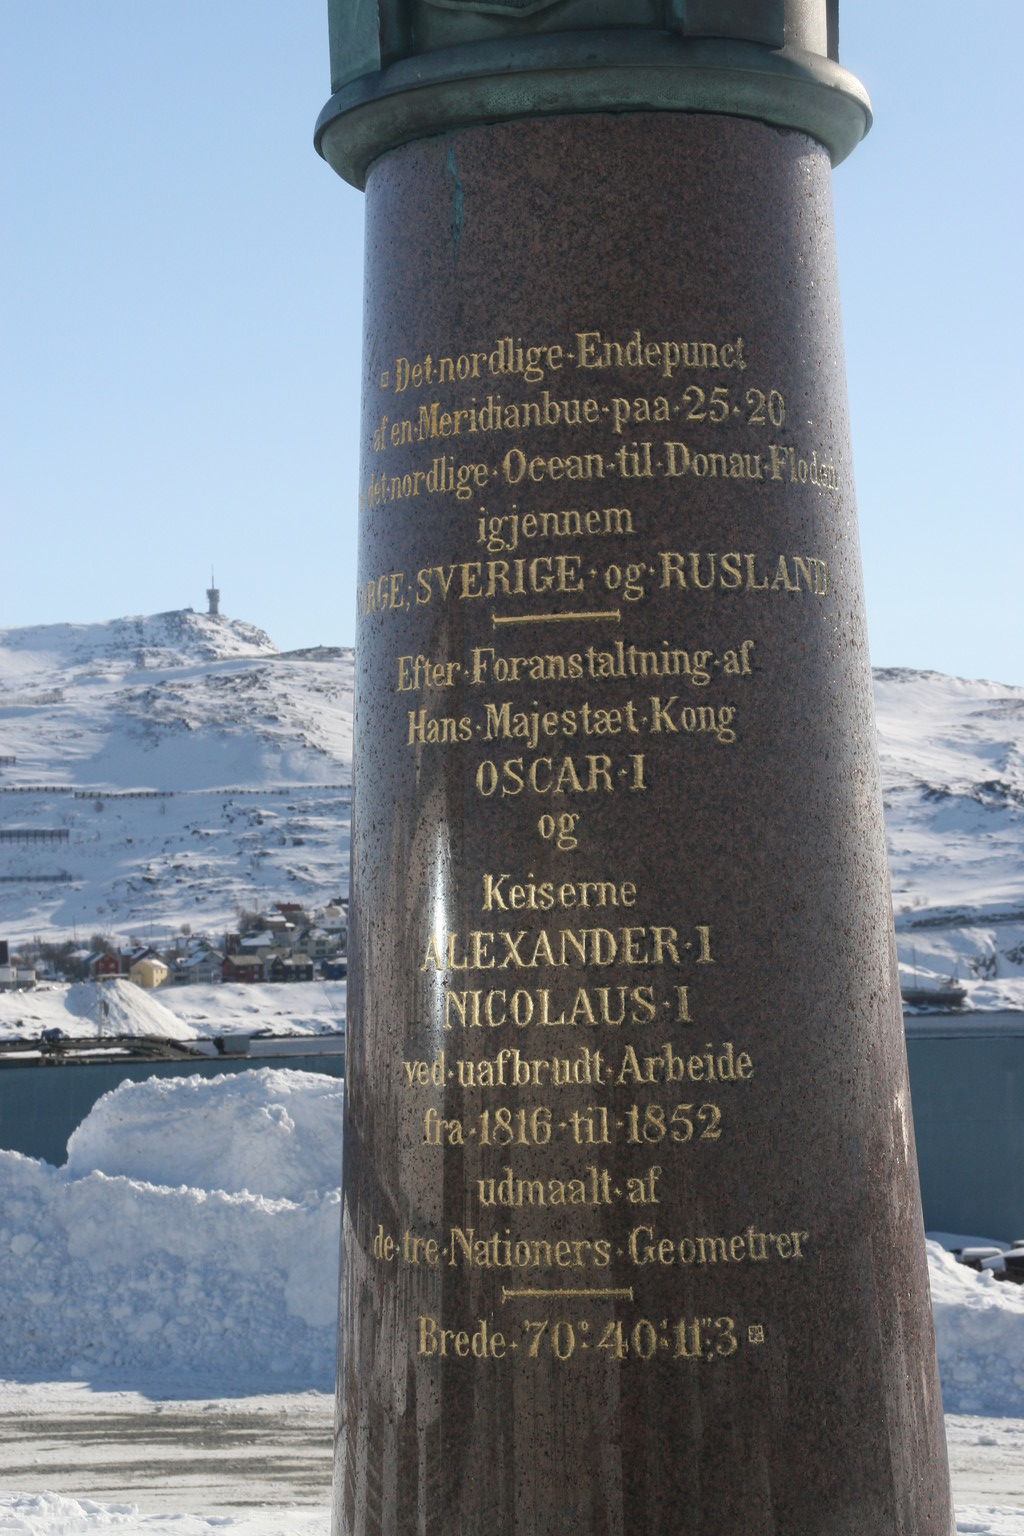 Det·nordlige·Endepunct
af en·Meridianbue·paa·25·20
det·nordlige·Ocean·til·Donau·Floden
igjennem
RGE, SVERIGE·og·RUSLAND
Efter·Foranstaltning·af
Hans·Majestæt·Kong
OSCAR·I
og
Keiserne
ALEXANDER·I
NICOLAUS·I
ved·uafbrudt·Arbeide
fra·1816·til·1852
udmaalt·af
de·tre·Nationers·Geometrer
Brede·70°·40'·11"3